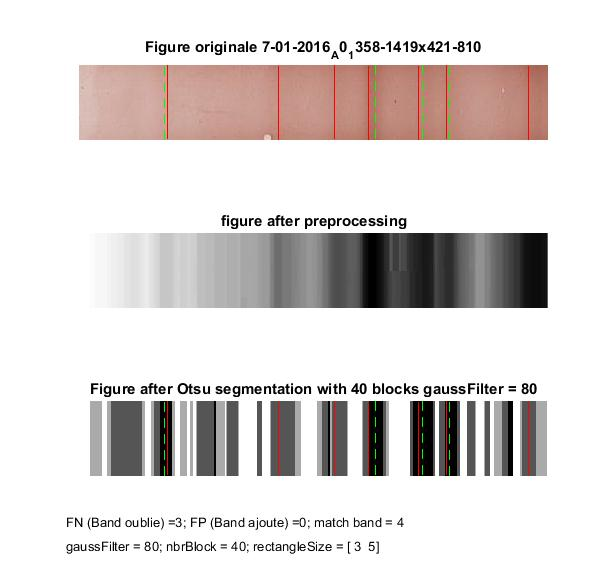 Figure originale 7-01-2016A01358-1419x421-810
figure after preprocessing
Figure after Otsu segmentation with 40 blocks gaussFilter = 80
FN (Band oublie) =3; FP (Band ajoute) =0; match band = 4
gaussFilter = 80; nbrBlock = 40; rectangleSize = [ 3  5]